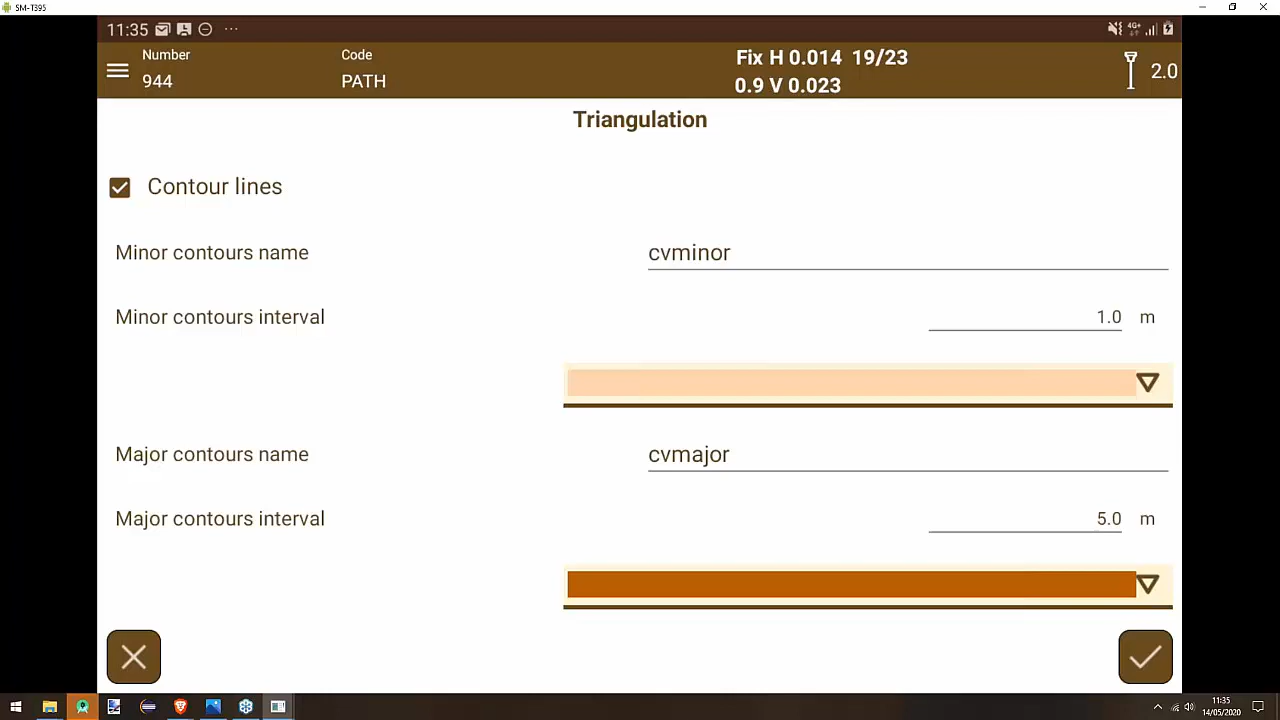 SM-T395
11:35 ...
4G+
Number
944
Code
PATH
Fix H 0.014 19/23
0.9 V 0.023
2.0
Triangulation
Contour lines
Minor contours name
cvminor
Minor contours interval
1.0 m
Major contours name
cvmajor
Major contours interval
5.0 m
11:35
14/05/2020